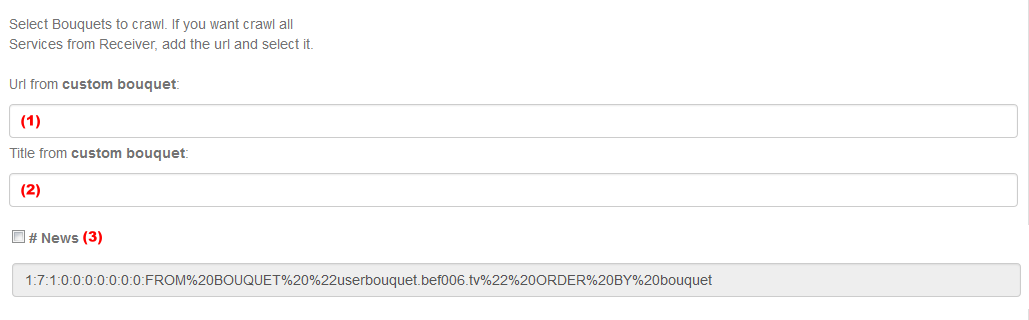 Select Bouquets to crawl. If you want crawl all
Services from Receiver, add the url and select it.
Url from custom bouquet:
(1)
Title from custom bouquet:
(2)
# News (3)
1:7:1:0:0:0:0:0:0:0:FROM%20BOUQUET%20%22userbouquet.bef006.tv%22%20ORDER%20BY%20bouquet